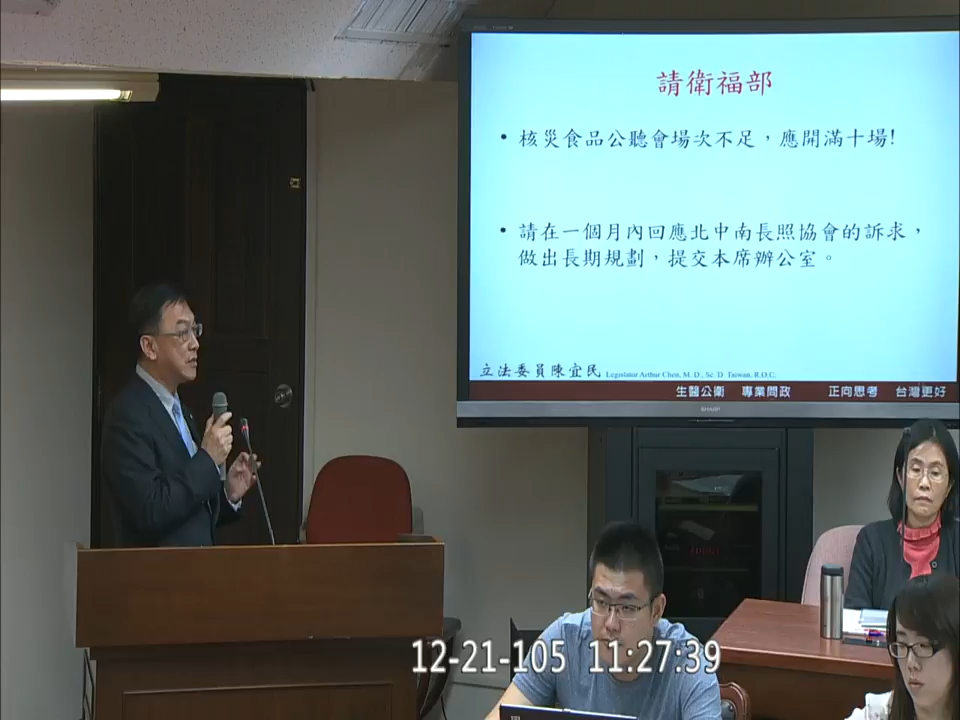 請衛福部
• 核災食品公聽會場次不足，應開滿十場!
• 請在一個月內回應北中南長照協會的訴求，
做出長期規劃，提交本席辦公室。
立法委員陳宜民 Legislator Arthur Chen, M. D., Sc. D. Taiwan, R.O.C.
生醫公衛 專業問政 正向思考 台灣更好
SHARP
12-21-105 11:27:39